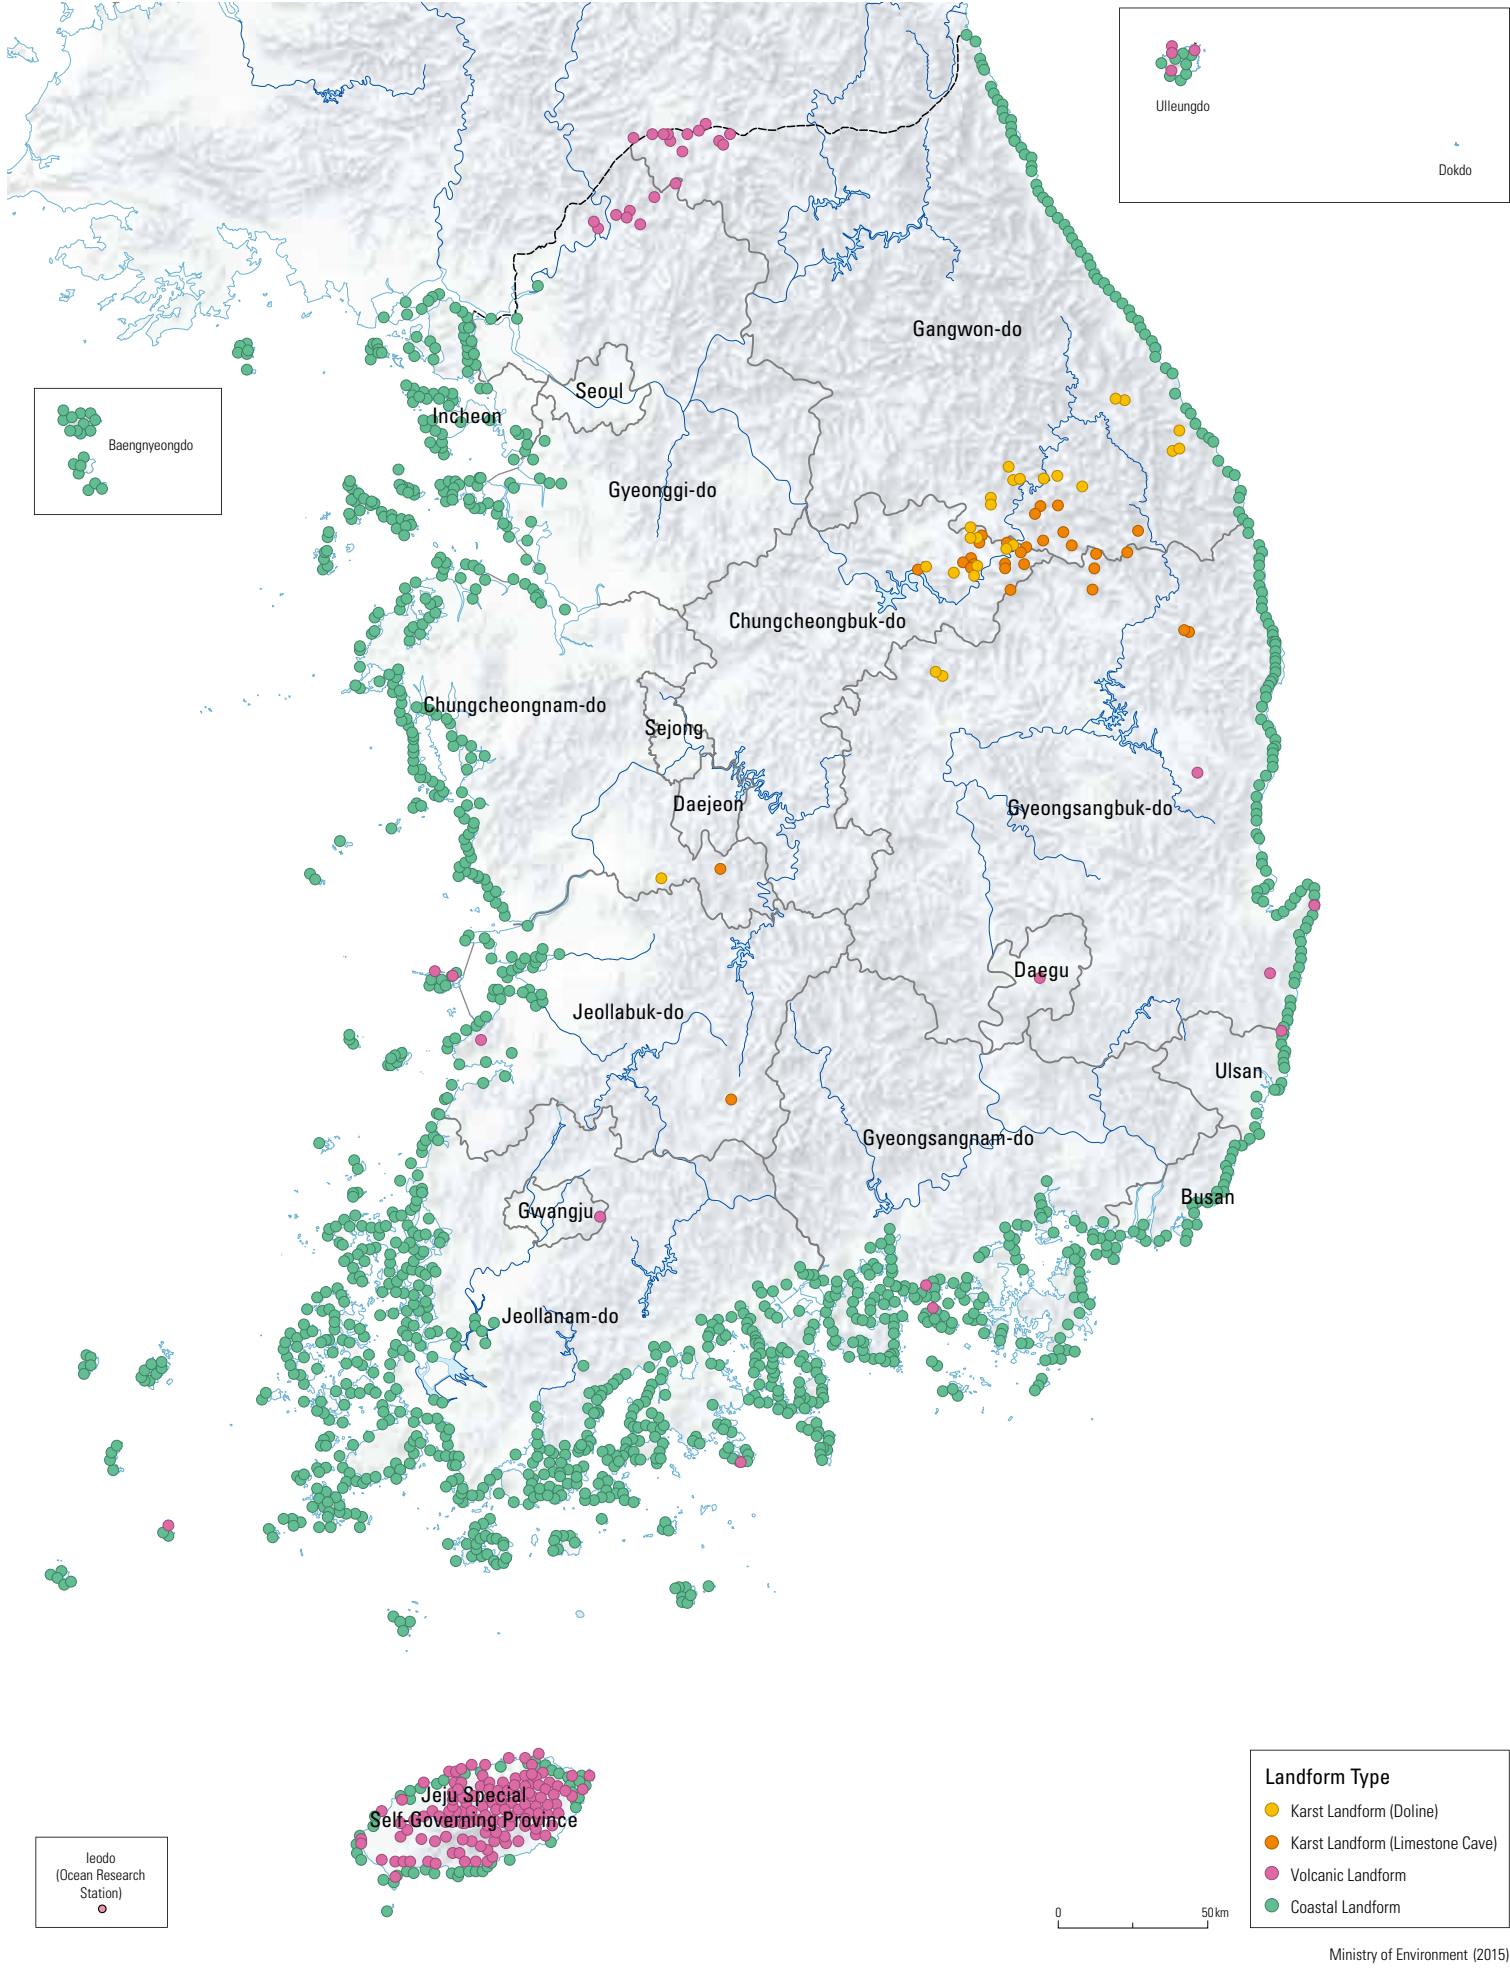 Ulleungdo
Dokdo
Gangwon-do
Seoul
Incheon
Baengnyeongdo
Gyeonggi-do
Chungcheongbuk-do
Chungcheongnam-do
Sejong
Daejeon
Gyeongsangbuk-do
Daegu
Jeollabuk-do
Ulsan
Gyeongsangnam-do
Busan
Gwangju
Jeollanam-do
Jeju Special
Self-Governing Province
Ieodo
(Ocean Research
Station)
0 50 km
Landform Type
Karst Landform (Doline)
Karst Landform (Limestone Cave)
Volcanic Landform
Coastal Landform
Ministry of Environment (2015)